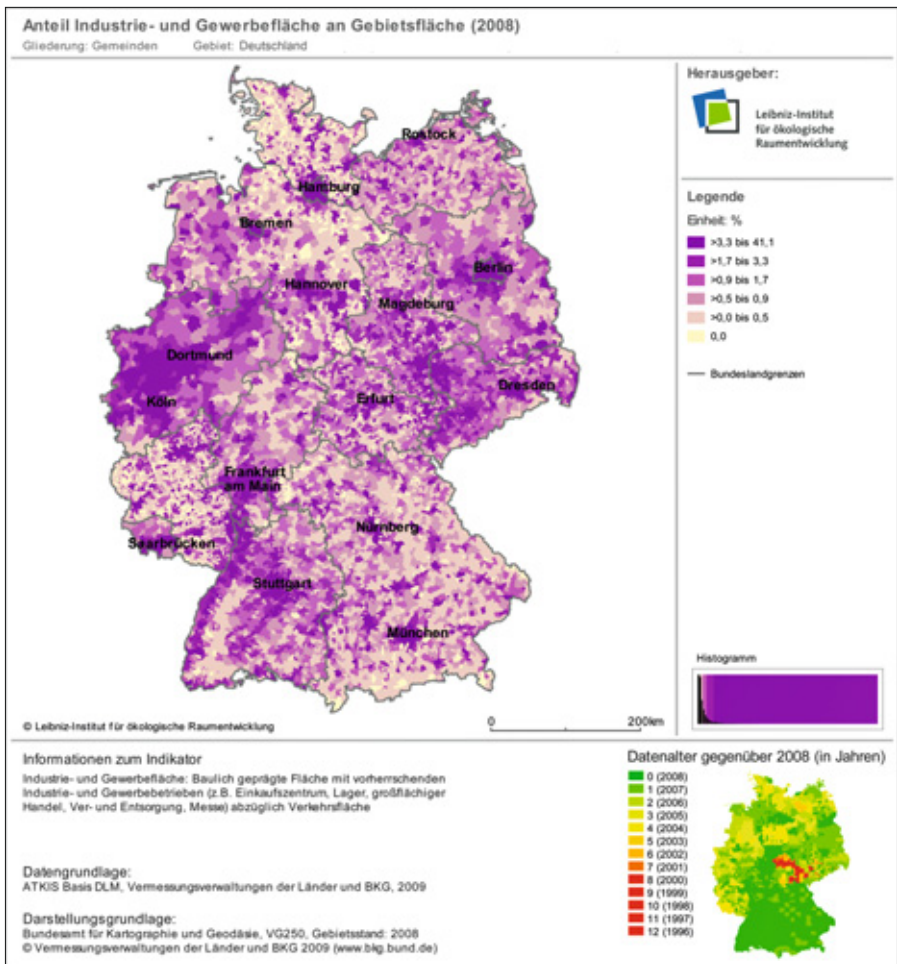 Anteil Industrie- und Gewerbefläche an Gebietsfläche (2008)
Gliederung: Gemeinden Gebiet: Deutschland
Herausgeber:
Leibniz-Institut
für ökologische
Raumentwicklung
Rostock
Hamburg
Bremen
Berlin
Hannover
Magdeburg
Dortmund
Dresden
Köln
Erfurt
Frankfurt
am Main
Nürnberg
Saarbrücken
Stuttgart
München
Legende
Einheit: %
>3,3 bis 41,1
>1,7 bis 3,3
>0,9 bis 1,7
>0,5 bis 0,9
>0,0 bis 0,5
0,0
Bundeslandgrenzen
Histogramm
© Leibniz-Institut für ökologische Raumentwicklung
0 200km
Informationen zum Indikator
Industrie- und Gewerbefläche: Baulich geprägte Fläche mit vorherrschenden
Industrie- und Gewerbebetrieben (z.B. Einkaufszentrum, Lager, großflächiger
Handel, Ver- und Entsorgung, Messe) abzüglich Verkehrsfläche
Datengrundlage:
ATKIS Basis DLM, Vermessungsverwaltungen der Länder und BKG, 2009
Darstellungsgrundlage:
Bundesamt für Kartographie und Geodäsie, VG250, Gebietsstand: 2008
© Vermessungsverwaltungen der Länder und BKG 2009 (www.bkg.bund.de)
Datenalter gegenüber 2008 (in Jahren)
0 (2008)
1 (2007)
2 (2006)
3 (2005)
4 (2004)
5 (2003)
6 (2002)
7 (2001)
8 (2000)
9 (1999)
10 (1998)
11 (1997)
12 (1996)